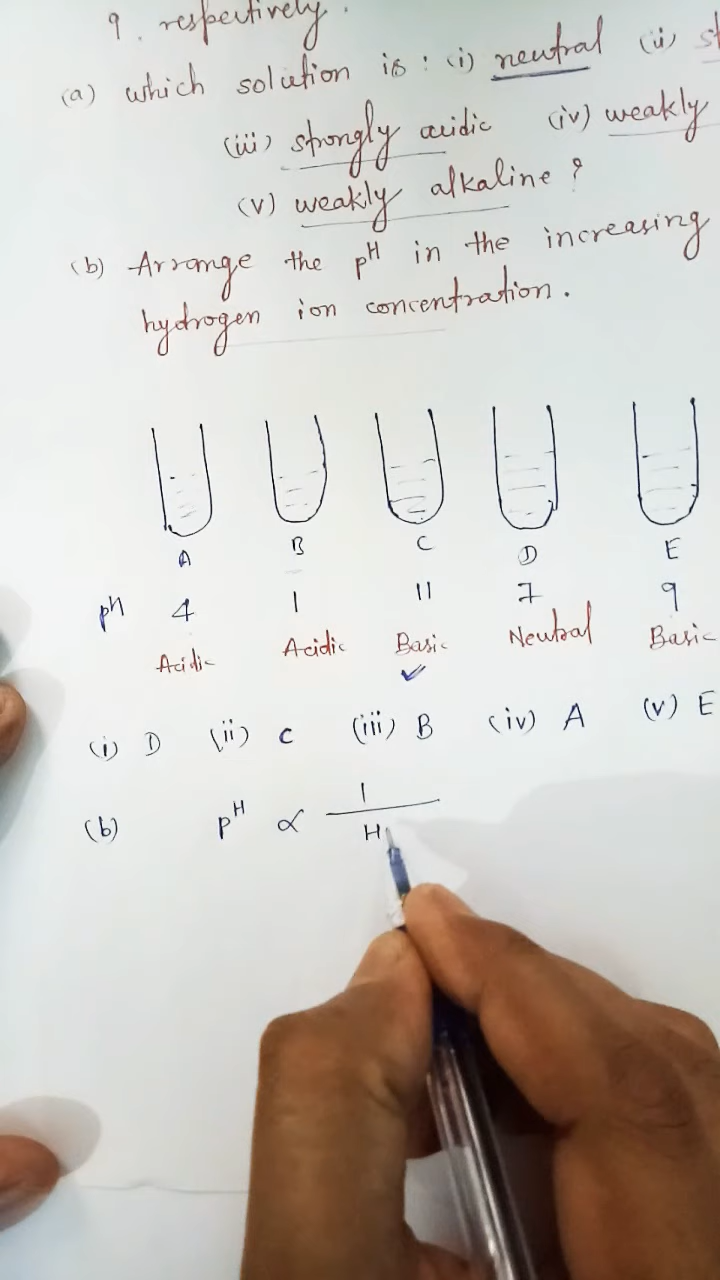 9. respectively.
(a) which solution is : (i) neutral (ii) st
(iii) strongly acidic (iv) weakly
(v) weakly alkaline ?
(b) Arrange the pH in the increasing
hydrogen ion concentration.
A B C D E
pH 4 1 11 7 9
Acidic Acidic Basic Neutral Basic
(i) D (ii) C (iii) B (iv) A (v) E
(b) pH ∝ 1
H